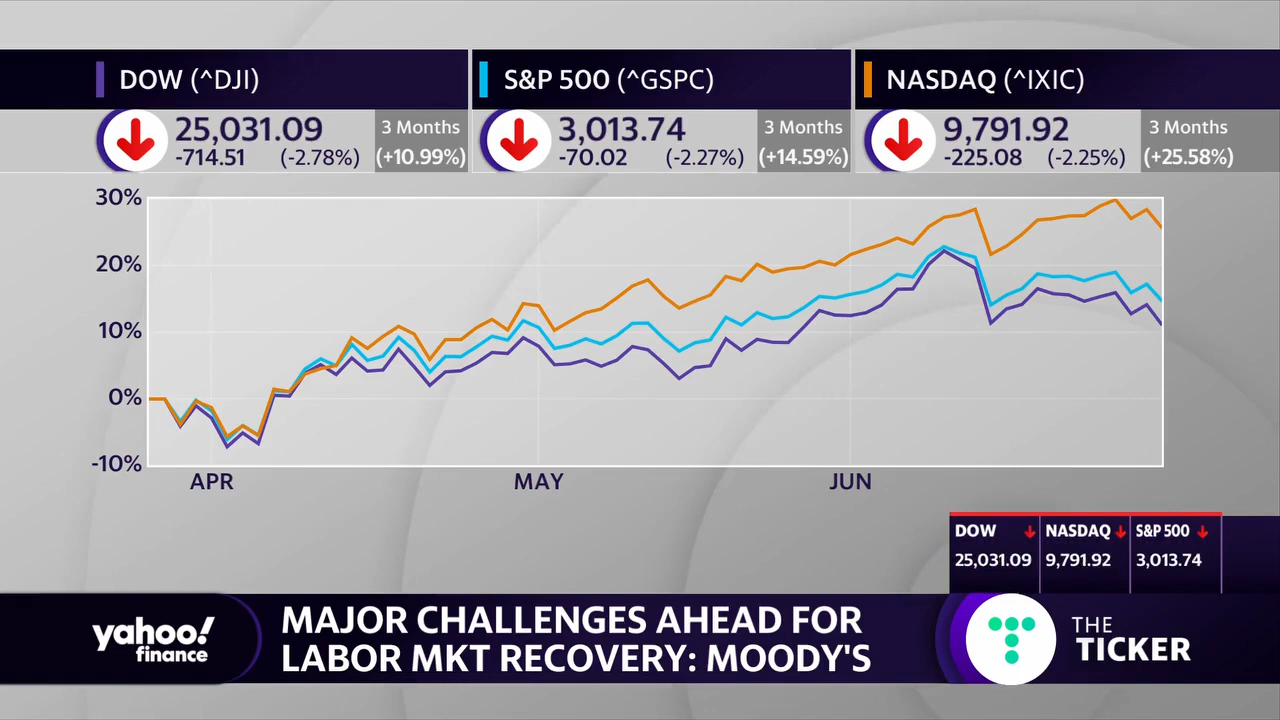 DOW (^DJI)
25,031.09
-714.51 (-2.78%)
3 Months
(+10.99%)
S&P 500 (^GSPC)
3,013.74
-70.02 (-2.27%)
3 Months
(+14.59%)
NASDAQ (^IXIC)
9,791.92
-225.08 (-2.25%)
3 Months
(+25.58%)
30%
20%
10%
0%
-10%
APR MAY JUN
DOW NASDAQ S&P 500
25,031.09 9,791.92 3,013.74
yahoo!
finance
MAJOR CHALLENGES AHEAD FOR
LABOR MKT RECOVERY: MOODY'S
THE
TICKER